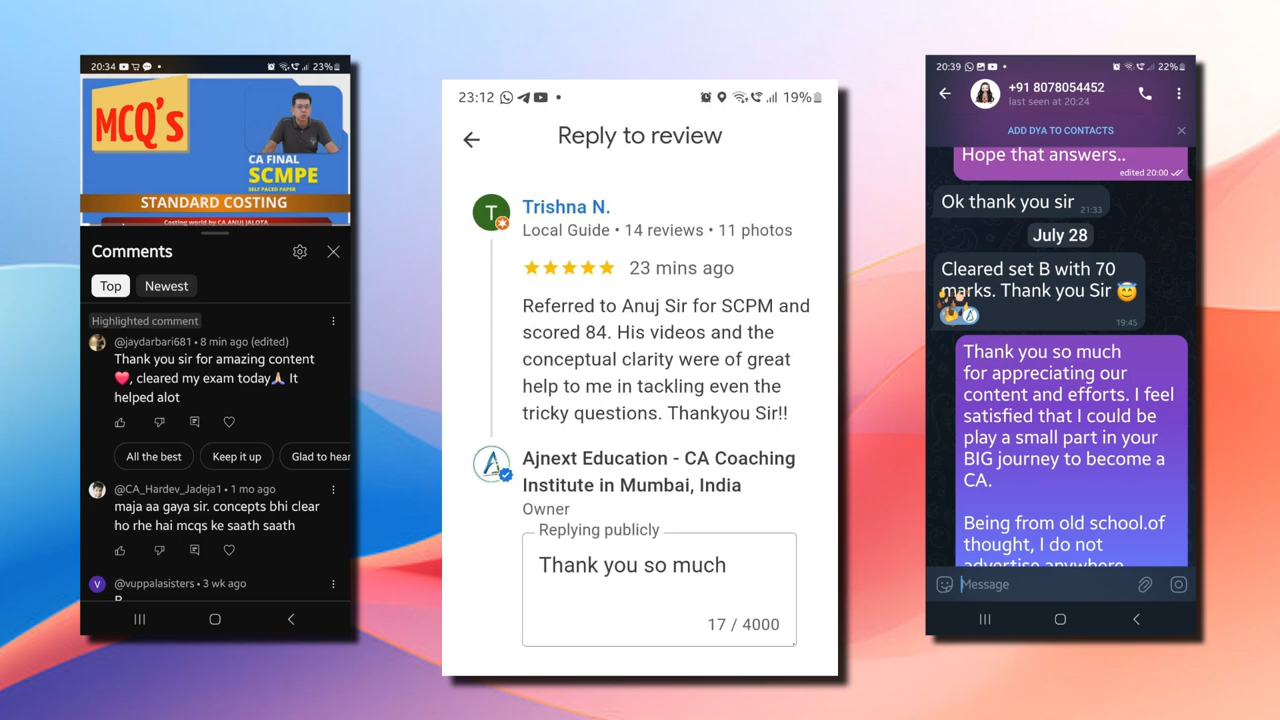 20:34
23%
MCQ's
CA FINAL
SCMPE
SELF PACED PAPER
STANDARD COSTING
Costing world by CA ANUJ JALOTA
Comments
Top
Newest
Highlighted comment
@jaydarbari681 • 8 min ago (edited)
Thank you sir for amazing content
❤️, cleared my exam today🙏 It
helped alot
All the best
Keep it up
Glad to hear
@CA_Hardev_Jadeja1 • 1 mo ago
maja aa gaya sir. concepts bhi clear
ho rhe hai mcqs ke saath saath
V
@vuppalasisters • 3 wk ago
23:12
19%
Reply to review
T
Trishna N.
Local Guide • 14 reviews • 11 photos
23 mins ago
Referred to Anuj Sir for SCPM and
scored 84. His videos and the
conceptual clarity were of great
help to me in tackling even the
tricky questions. Thankyou Sir!!
Ajnext Education - CA Coaching
Institute in Mumbai, India
Owner
Replying publicly
Thank you so much
17 / 4000
20:39
22%
+91 8078054452
last seen at 20:24
ADD DYA TO CONTACTS
Hope that answers..
edited 20:00
Ok thank you sir
21:33
July 28
Cleared set B with 70
marks. Thank you Sir 😇
19:45
Thank you so much
for appreciating our
content and efforts. I feel
satisfied that I could be
play a small part in your
BIG journey to become a
CA.
Being from old school.of
thought, I do not
advertise anywhere
Message